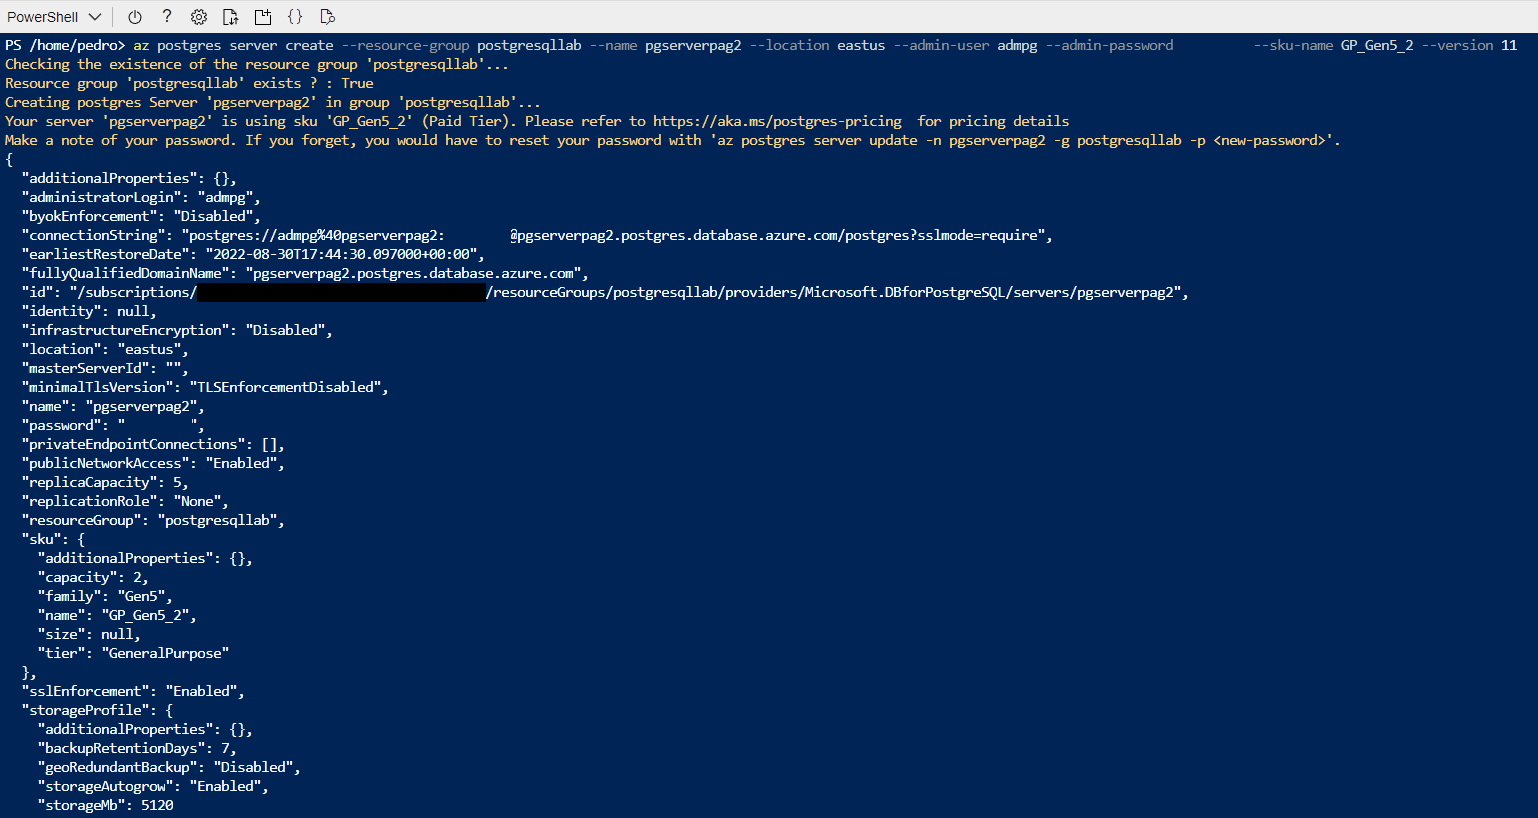 PowerShell
PS /home/pedro> az postgres server create --resource-group postgresqllab --name pgserverpag2 --location eastus --admin-user admpg --admin-password --sku-name GP_Gen5_2 --version 11
Checking the existence of the resource group 'postgresqllab'...
Resource group 'postgresqllab' exists ? : True
Creating postgres Server 'pgserverpag2' in group 'postgresqllab'...
Your server 'pgserverpag2' is using sku 'GP_Gen5_2' (Paid Tier). Please refer to https://aka.ms/postgres-pricing  for pricing details
Make a note of your password. If you forget, you would have to reset your password with 'az postgres server update -n pgserverpag2 -g postgresqllab -p <new-password>'.
{
  "additionalProperties": {},
  "administratorLogin": "admpg",
  "byokEnforcement": "Disabled",
  "connectionString": "postgres://admpg%40pgserverpag2:        @pgserverpag2.postgres.database.azure.com/postgres?sslmode=require",
  "earliestRestoreDate": "2022-08-30T17:44:30.097000+00:00",
  "fullyQualifiedDomainName": "pgserverpag2.postgres.database.azure.com",
  "id": "/subscriptions/ /resourceGroups/postgresqllab/providers/Microsoft.DBforPostgreSQL/servers/pgserverpag2",
  "identity": null,
  "infrastructureEncryption": "Disabled",
  "location": "eastus",
  "masterServerId": "",
  "minimalTlsVersion": "TLSEnforcementDisabled",
  "name": "pgserverpag2",
  "password": "        ",
  "privateEndpointConnections": [],
  "publicNetworkAccess": "Enabled",
  "replicaCapacity": 5,
  "replicationRole": "None",
  "resourceGroup": "postgresqllab",
  "sku": {
    "additionalProperties": {},
    "capacity": 2,
    "family": "Gen5",
    "name": "GP_Gen5_2",
    "size": null,
    "tier": "GeneralPurpose"
  },
  "sslEnforcement": "Enabled",
  "storageProfile": {
    "additionalProperties": {},
    "backupRetentionDays": 7,
    "geoRedundantBackup": "Disabled",
    "storageAutogrow": "Enabled",
    "storageMb": 5120